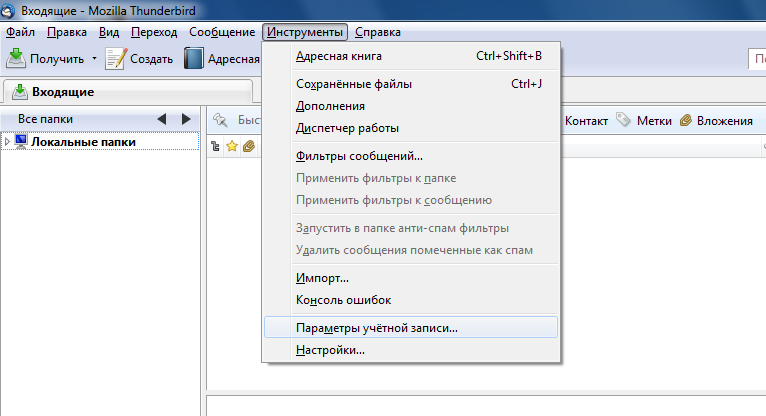 Входящие - Mozilla Thunderbird
Файл Правка Вид Переход Сообщение Инструменты Справка
Получить Создать Адресная
Входящие
Все папки
Локальные папки
Адресная книга Ctrl+Shift+B
Сохранённые файлы Ctrl+J
Дополнения
Диспетчер работы
Фильтры сообщений...
Применить фильтры к папке
Применить фильтры к сообщению
Запустить в папке анти-спам фильтры
Удалить сообщения помеченные как спам
Импорт...
Консоль ошибок
Параметры учётной записи...
Настройки...
Контакт Метки Вложения